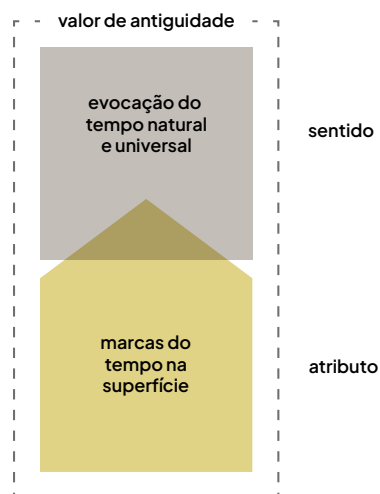 valor de antiguidade
evocação do
tempo natural
e universal
sentido
marcas do
tempo na
superfície
atributo